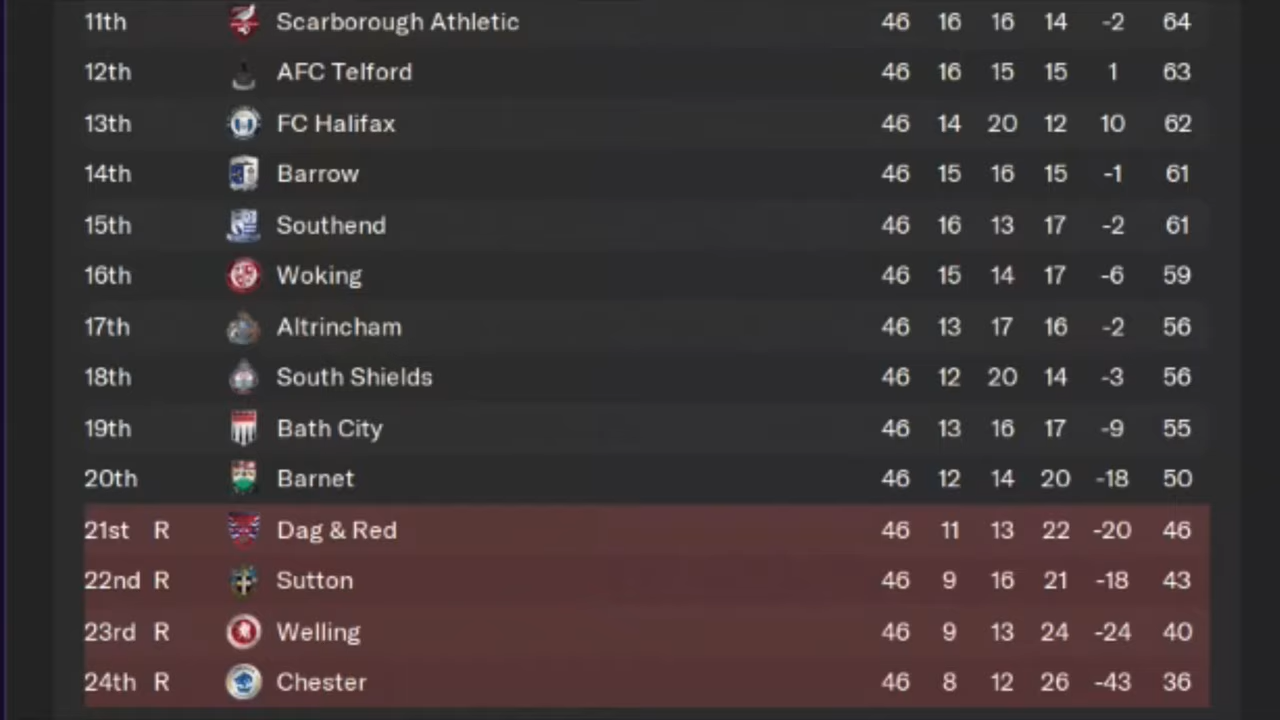 11th Scarborough Athletic 46 16 16 14 -2 64
12th AFC Telford 46 16 15 15 1 63
13th FC Halifax 46 14 20 12 10 62
14th Barrow 46 15 16 15 -1 61
15th Southend 46 16 13 17 -2 61
16th Woking 46 15 14 17 -6 59
17th Altrincham 46 13 17 16 -2 56
18th South Shields 46 12 20 14 -3 56
19th Bath City 46 13 16 17 -9 55
20th Barnet 46 12 14 20 -18 50
21st R Dag & Red 46 11 13 22 -20 46
22nd R Sutton 46 9 16 21 -18 43
23rd R Welling 46 9 13 24 -24 40
24th R Chester 46 8 12 26 -43 36